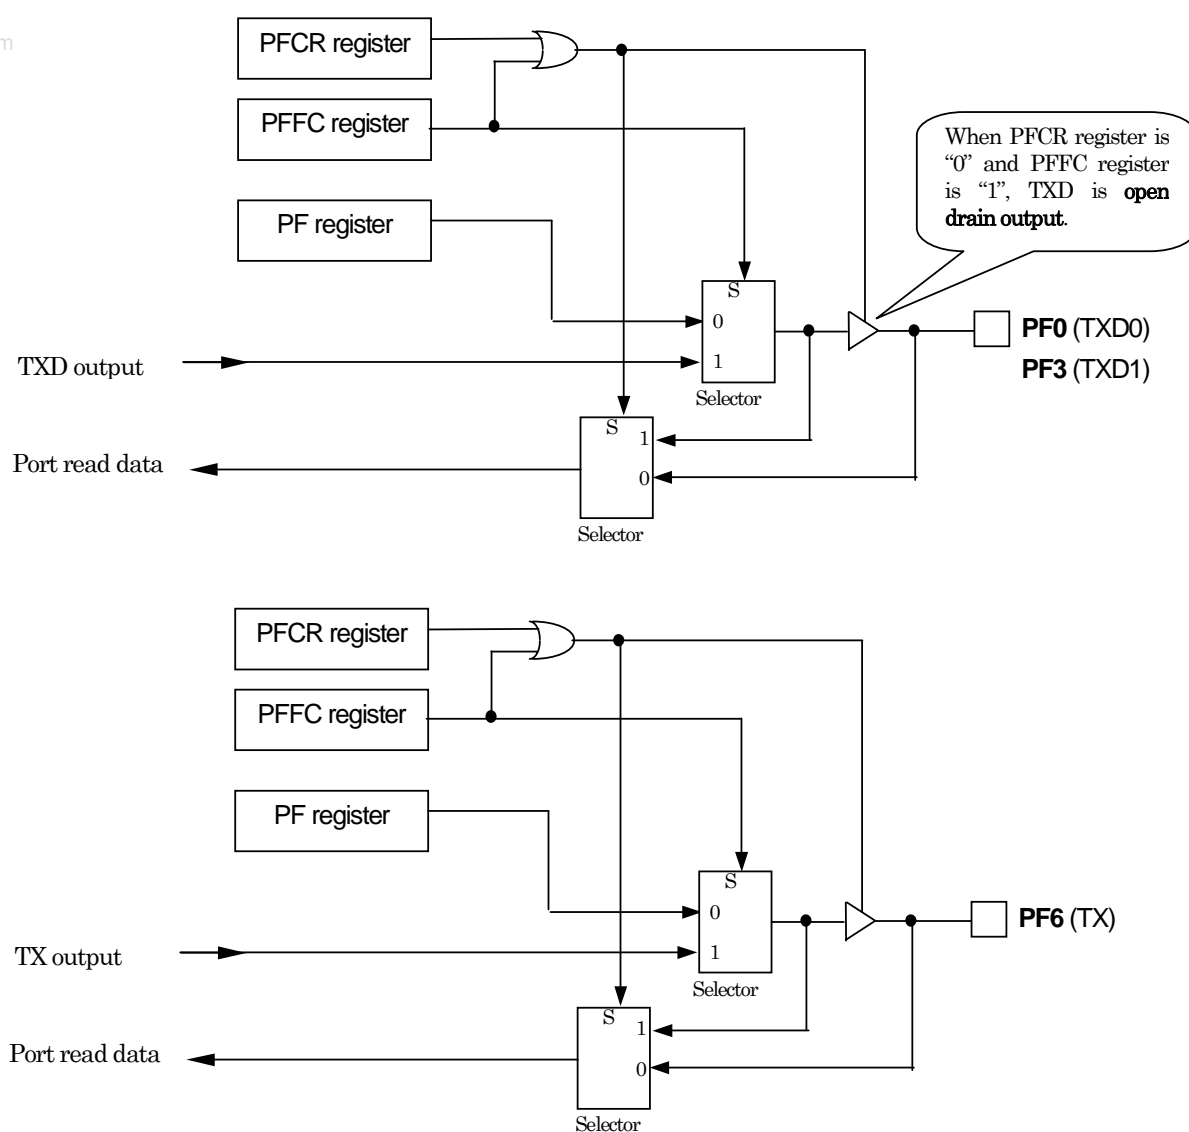 m
PFCR register
PFFC register
When PFCR register is
“0” and PFFC register
is “1”, TXD is open
drain output.
PF register
S
0
PF0 (TXD0)
TXD output
1
PF3 (TXD1)
Selector
S
1
Port read data
0
Selector
PFCR register
PFFC register
PF register
S
0
PF6 (TX)
TX output
1
Selector
S
1
Port read data
0
Selector